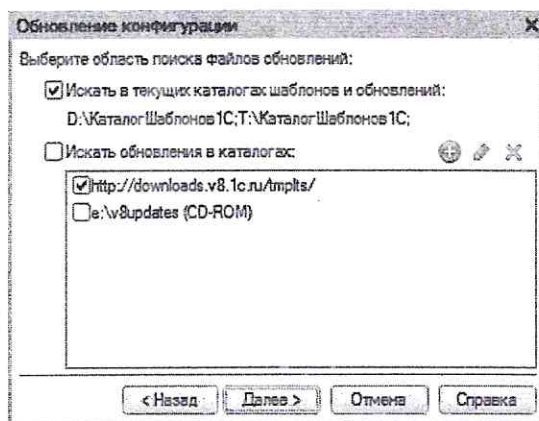 Обновление конфигурации
Выберите область поиска файлов обновлений:
Искать в текущих каталогах шаблонов и обновлений:
D:\КаталогШаблонов1С;T:\КаталогШаблонов1С;
Искать обновления в каталогах:
http://downloads.v8.1c.ru/tmplts/
e:\v8updates (CD-ROM)
< Назад Далее > Отмена Справка